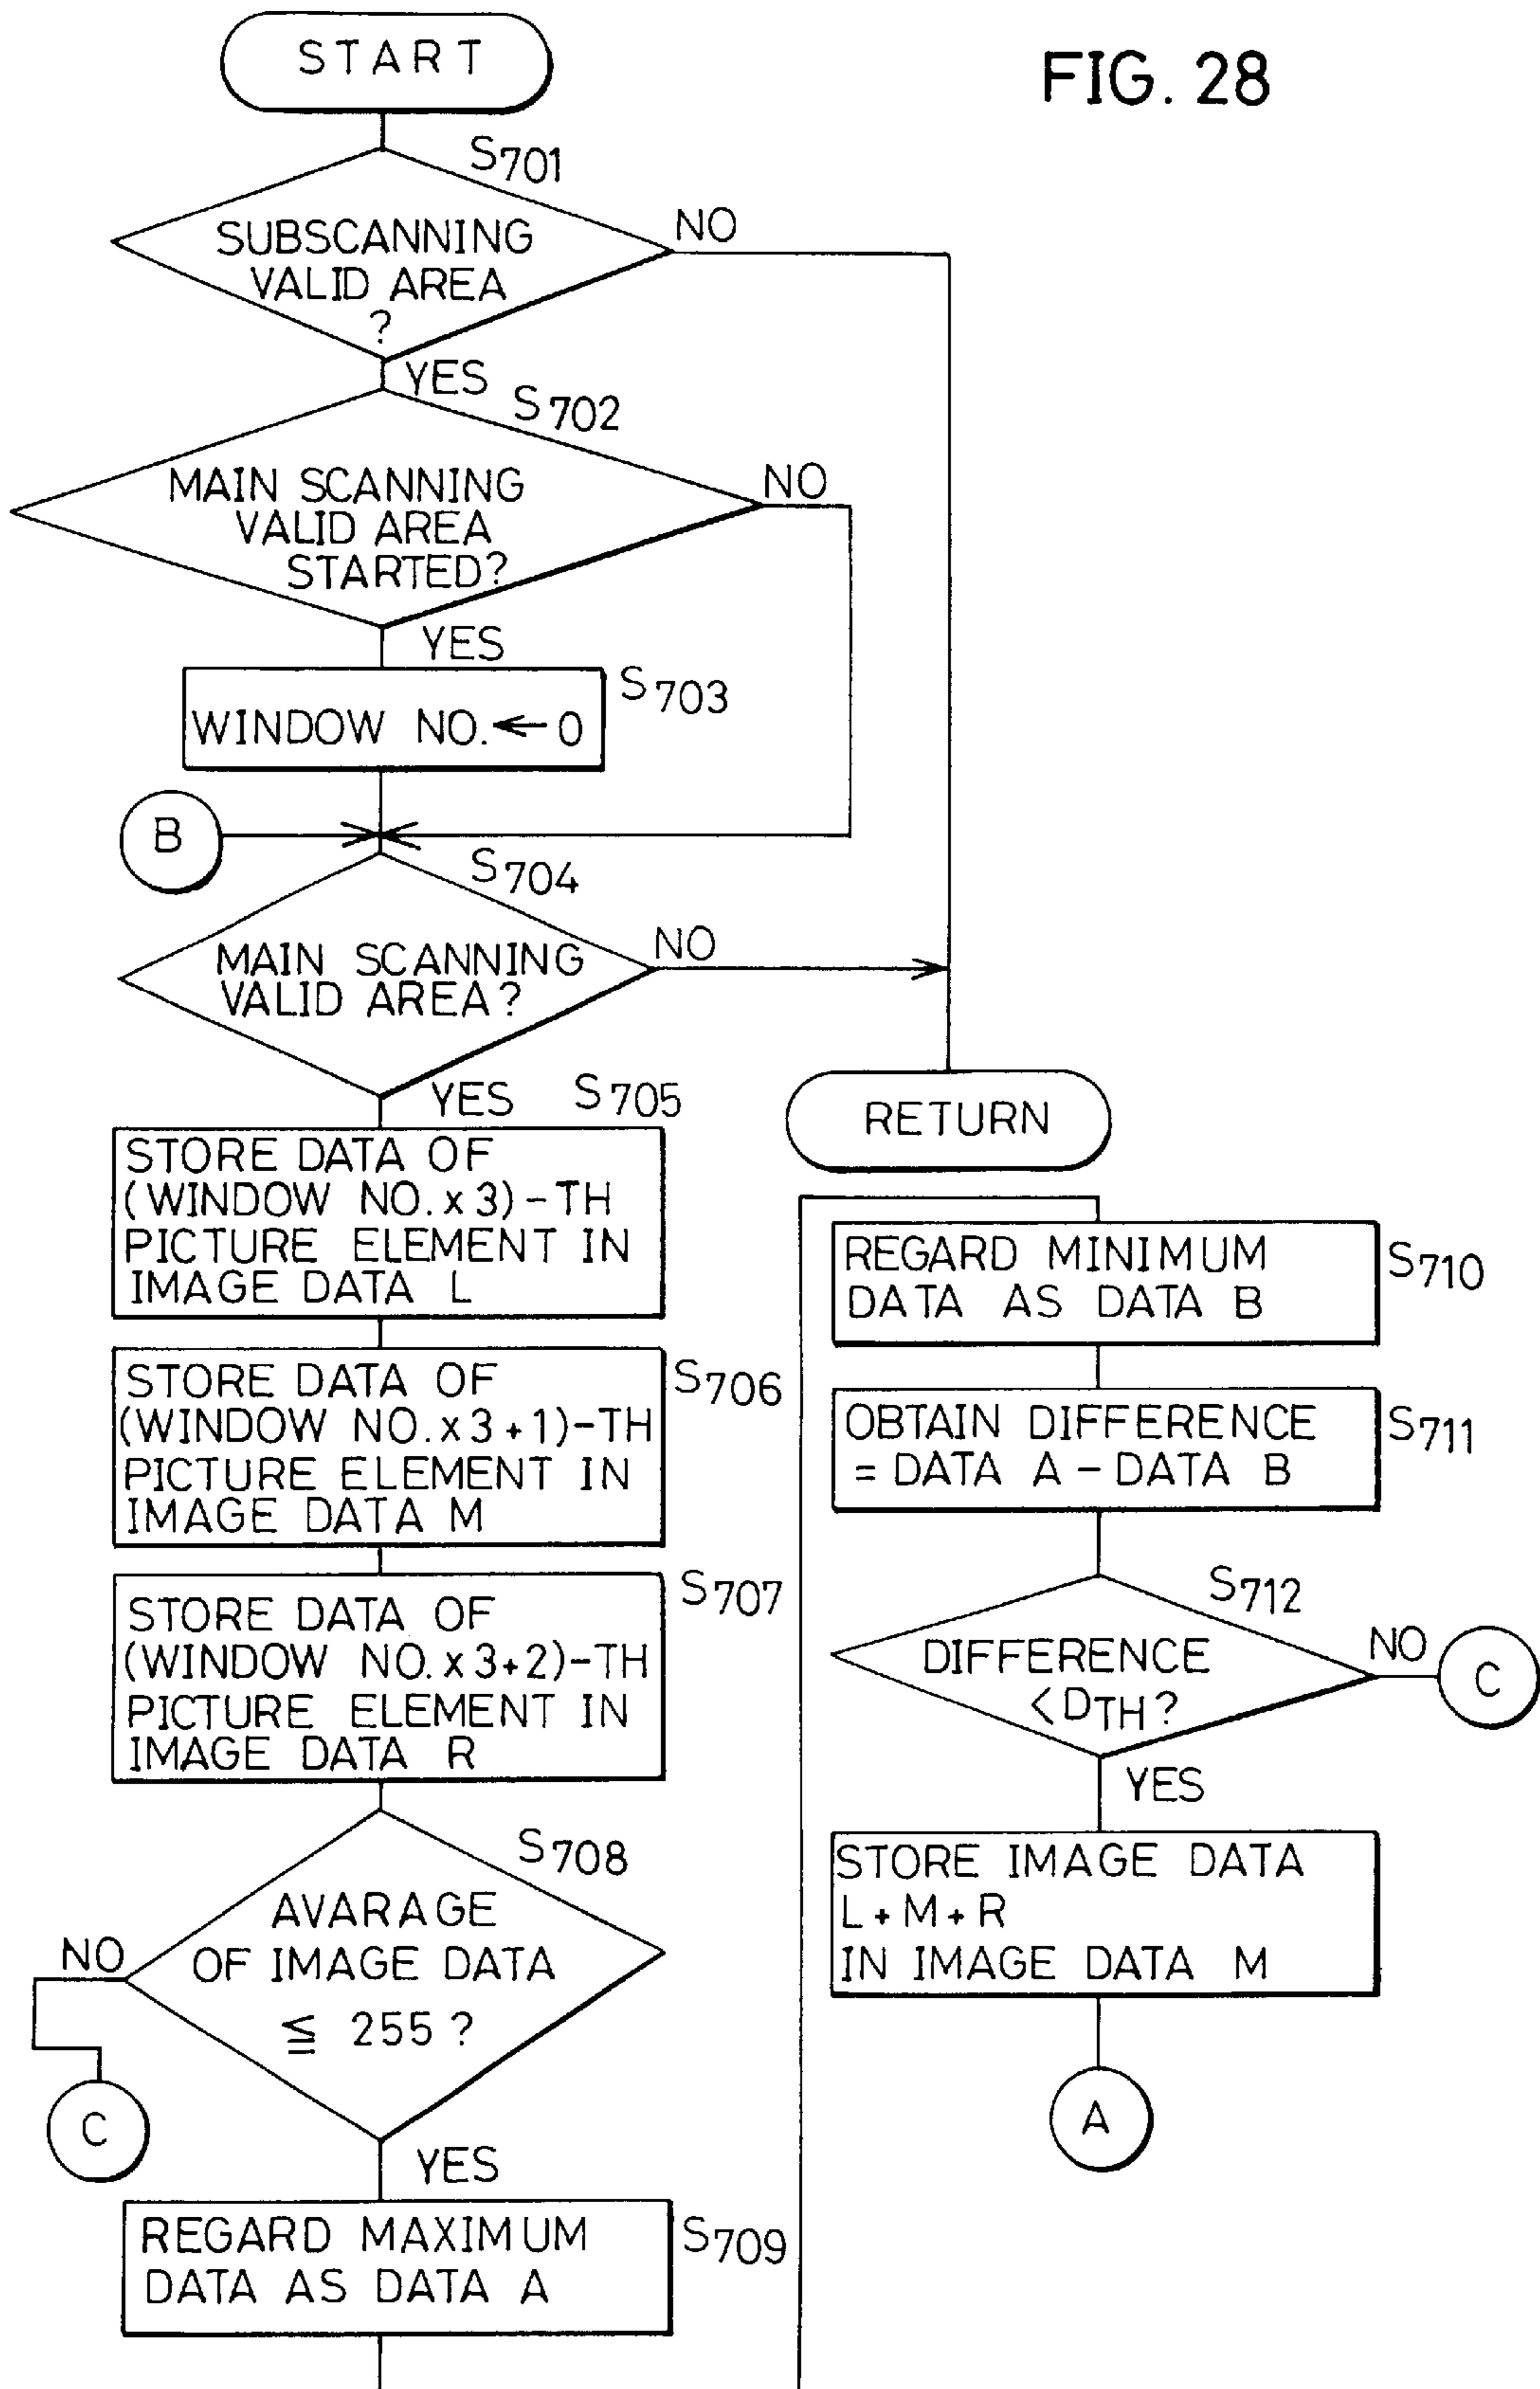 START
FIG. 28
S701
SUBSCANNING
VALID AREA
?
NO
YES
S702
MAIN SCANNING
VALID AREA
STARTED?
NO
YES
S703
WINDOW NO. ← 0
B
S704
MAIN SCANNING
VALID AREA?
NO
YES
RETURN
S705
STORE DATA OF
(WINDOW NO. x 3) - TH
PICTURE ELEMENT IN
IMAGE DATA L
S706
STORE DATA OF
(WINDOW NO. x 3 + 1) - TH
PICTURE ELEMENT IN
IMAGE DATA M
S707
STORE DATA OF
(WINDOW NO. x 3 + 2) - TH
PICTURE ELEMENT IN
IMAGE DATA R
S708
AVARAGE
OF IMAGE DATA
≦ 255 ?
NO
C
YES
S709
REGARD MAXIMUM
DATA AS DATA A
S710
REGARD MINIMUM
DATA AS DATA B
S711
OBTAIN DIFFERENCE
= DATA A - DATA B
S712
DIFFERENCE
< DTH ?
NO
C
YES
STORE IMAGE DATA
L + M + R
IN IMAGE DATA M
A